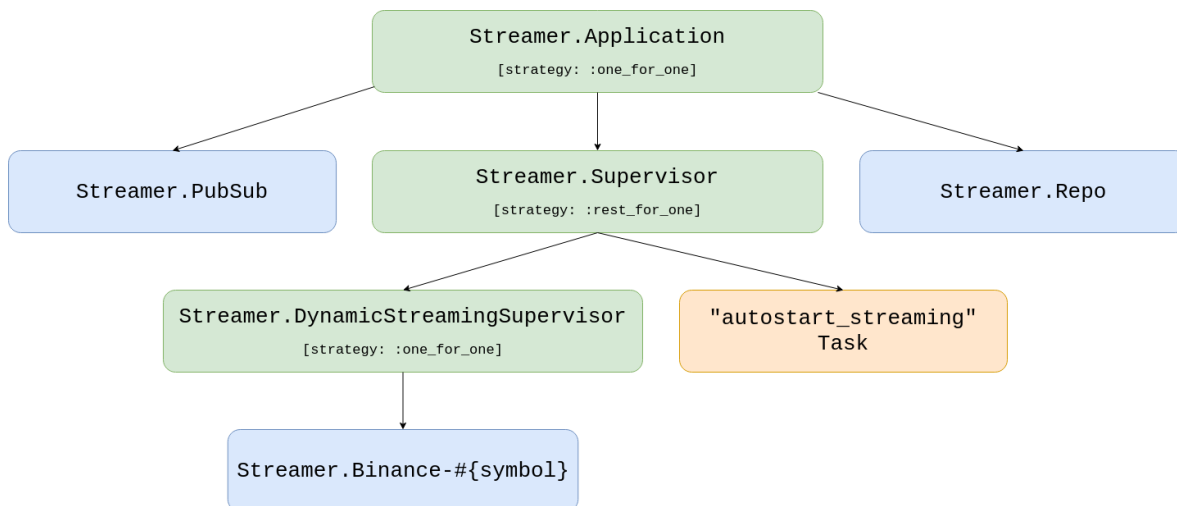 Streamer.Application
[strategy: :one_for_one]
Streamer.PubSub
Streamer.Supervisor
[strategy: :rest_for_one]
Streamer.Repo
Streamer.DynamicStreamingSupervisor
[strategy: :one_for_one]
"autostart_streaming"
Task
Streamer.Binance-#{symbol}